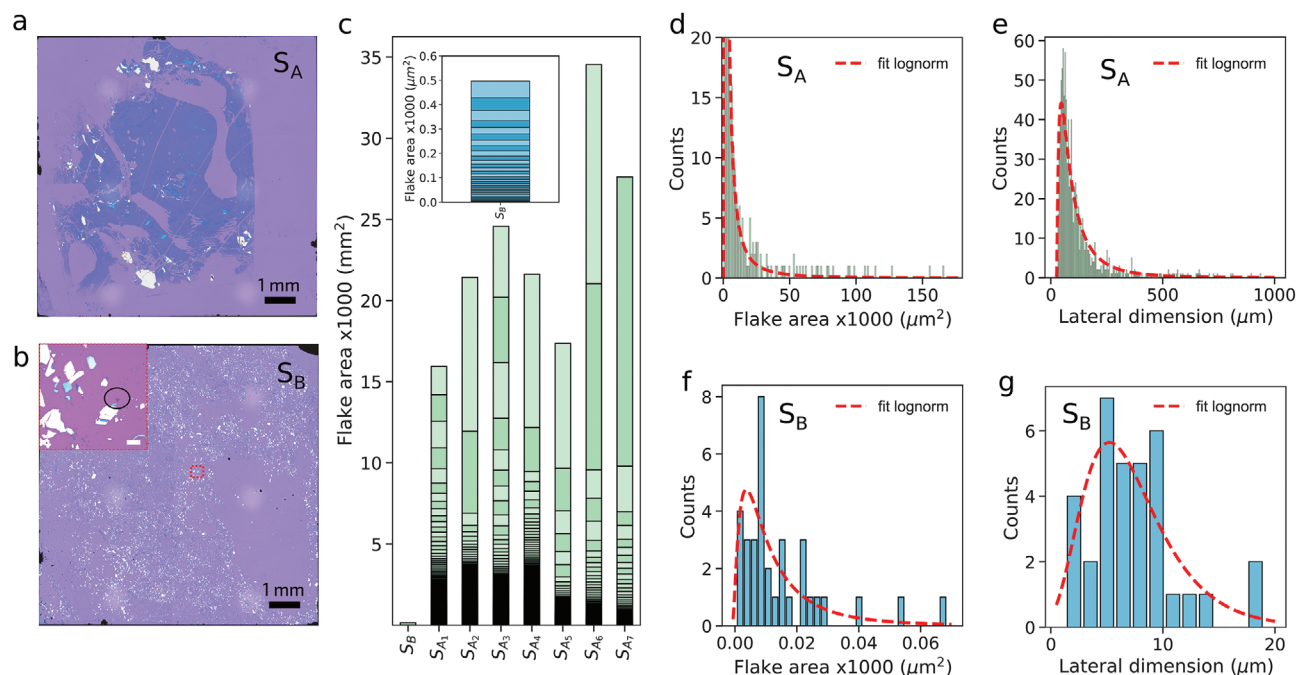 a
S_A
1 mm
b
S_B
1 mm
c
Flake area x1000 (mm²)
35
30
25
20
15
10
5
S_B
S_A₁
S_A₂
S_A₃
S_A₄
S_A₅
S_A₆
S_A₇
Flake area x1000 (μm²)
0.6
0.5
0.4
0.3
0.2
0.1
0.0
S_B
d
S_A
fit lognorm
Counts
20
15
10
5
0
0 50 100 150
Flake area x1000 (μm²)
e
S_A
fit lognorm
Counts
60
50
40
30
20
10
0
0 500 1000
Lateral dimension (μm)
f
S_B
fit lognorm
Counts
8
6
4
2
0
0.00 0.02 0.04 0.06
Flake area x1000 (μm²)
g
S_B
fit lognorm
Counts
8
6
4
2
0
0 10 20
Lateral dimension (μm)